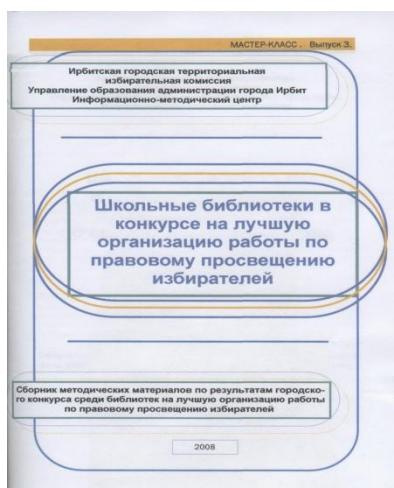 МАСТЕР-КЛАСС . Выпуск 3.
Ирбитская городская территориальная
избирательная комиссия
Управление образования администрации города Ирбит
Информационно-методический центр
Школьные библиотеки в
конкурсе на лучшую
организацию работы по
правовому просвещению
избирателей
Сборник методических материалов по результатам городско-
го конкурса среди библиотек на лучшую организацию работы
по правовому просвещению избирателей
2008